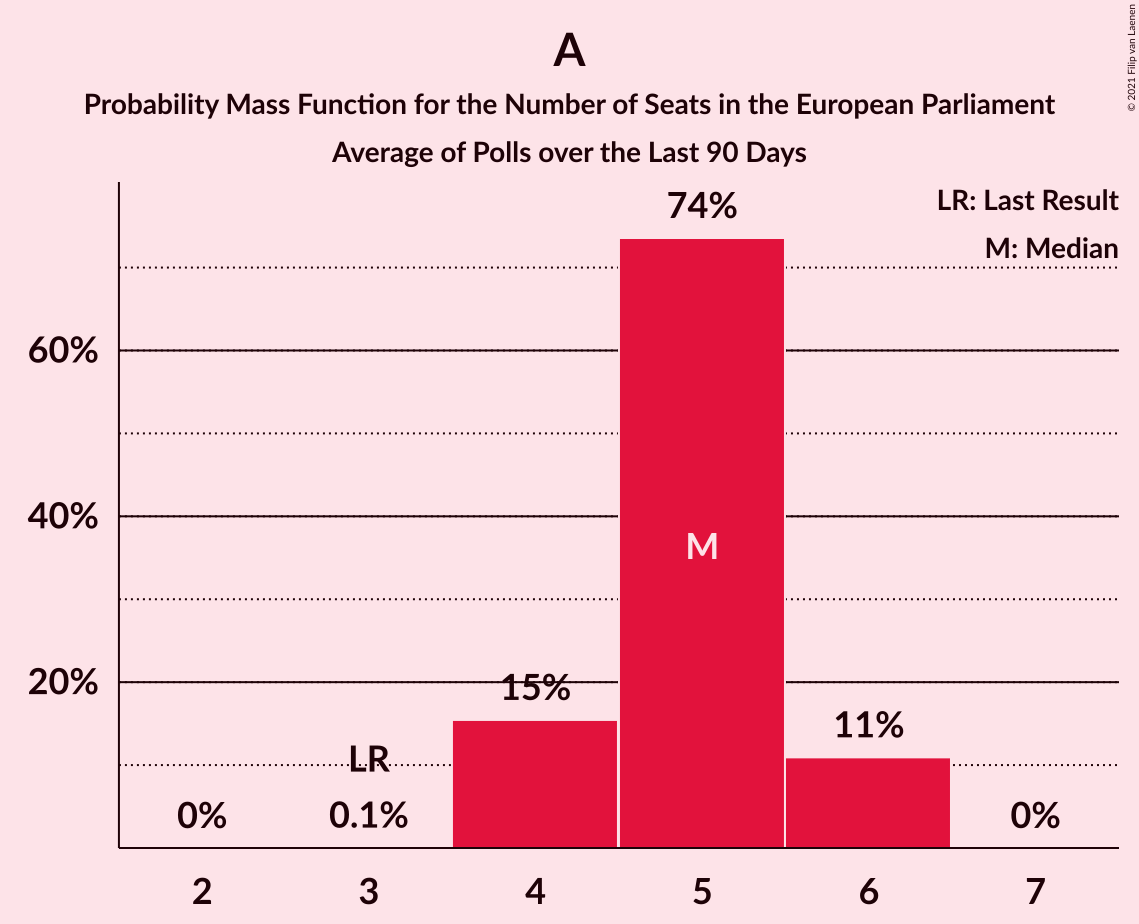 A
Probability Mass Function for the Number of Seats in the European Parliament
Average of Polls over the Last 90 Days
© 2021 Filip van Laenen
LR: Last Result
M: Median
74%
60%
40%
20%
M
15%
11%
LR
0%
0.1%
0%
2
3
4
5
6
7